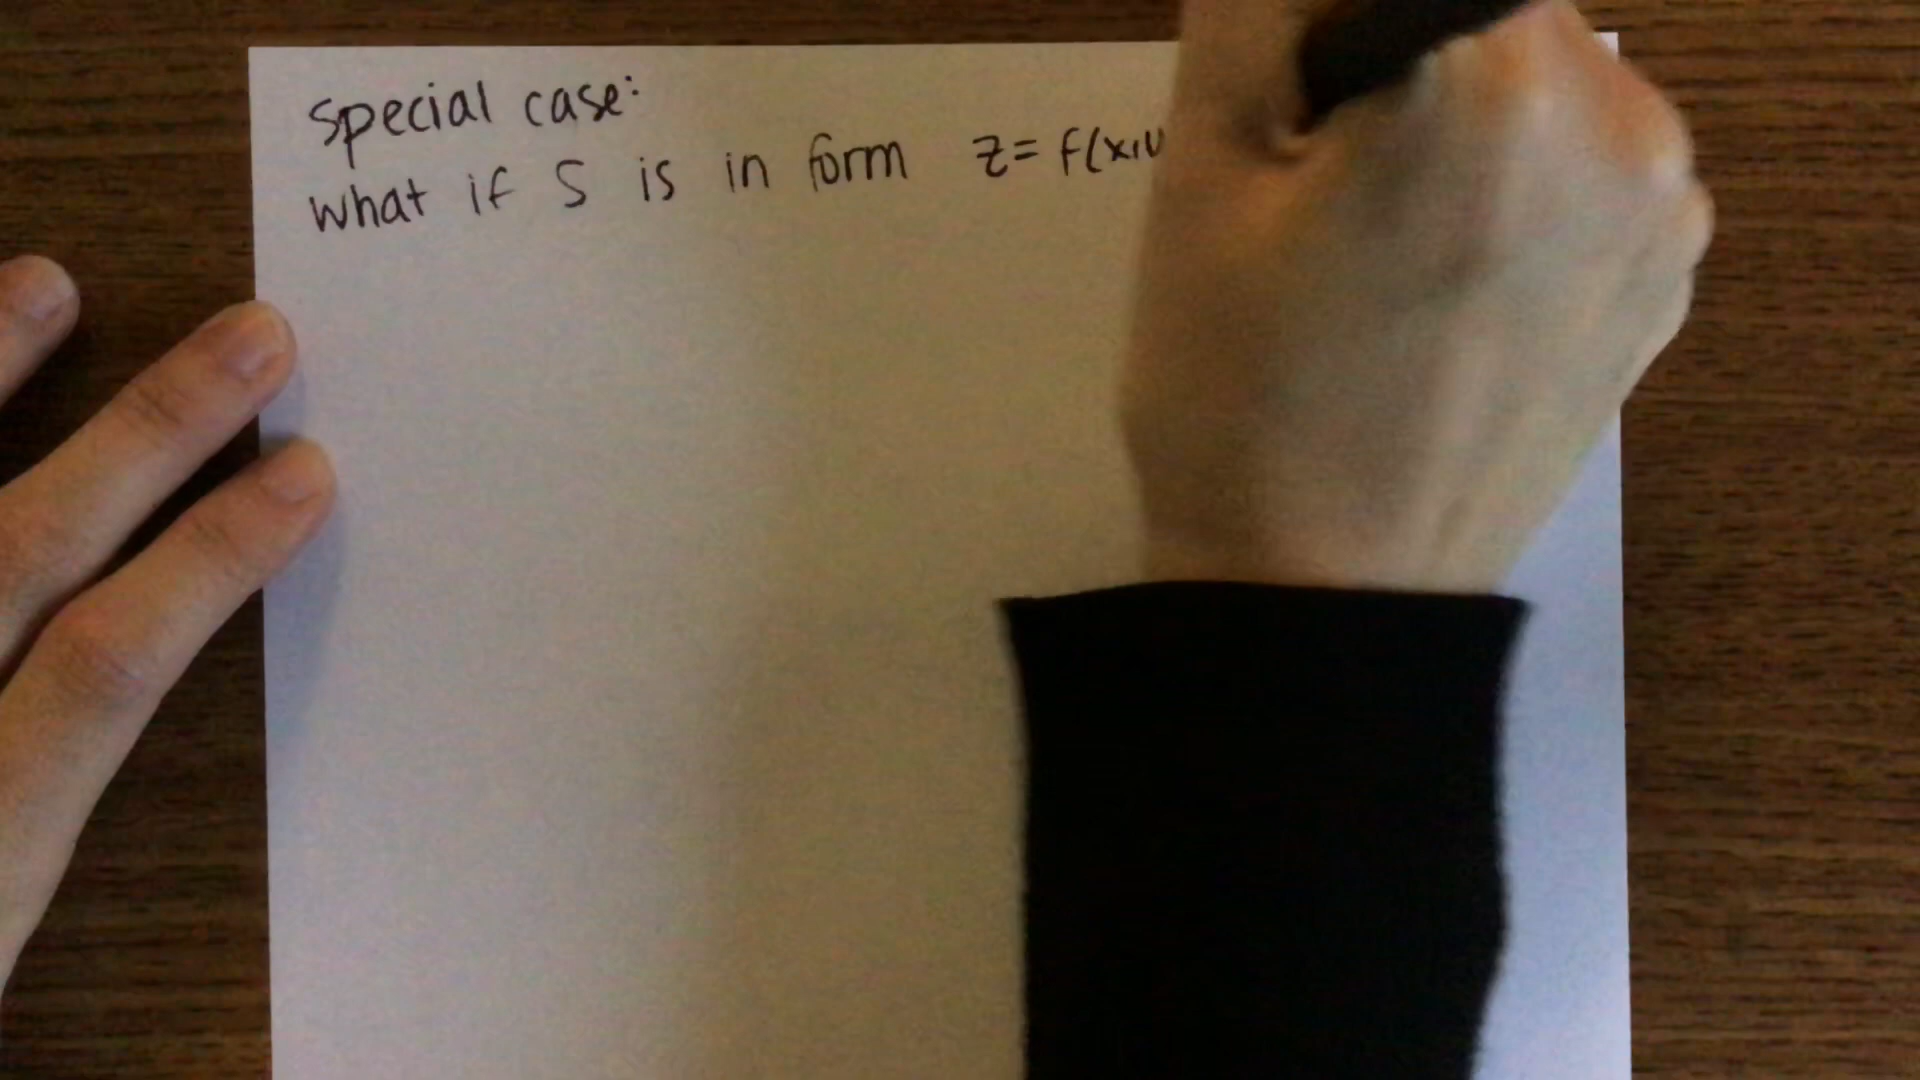 special case:
what if S is in form z = f(x,